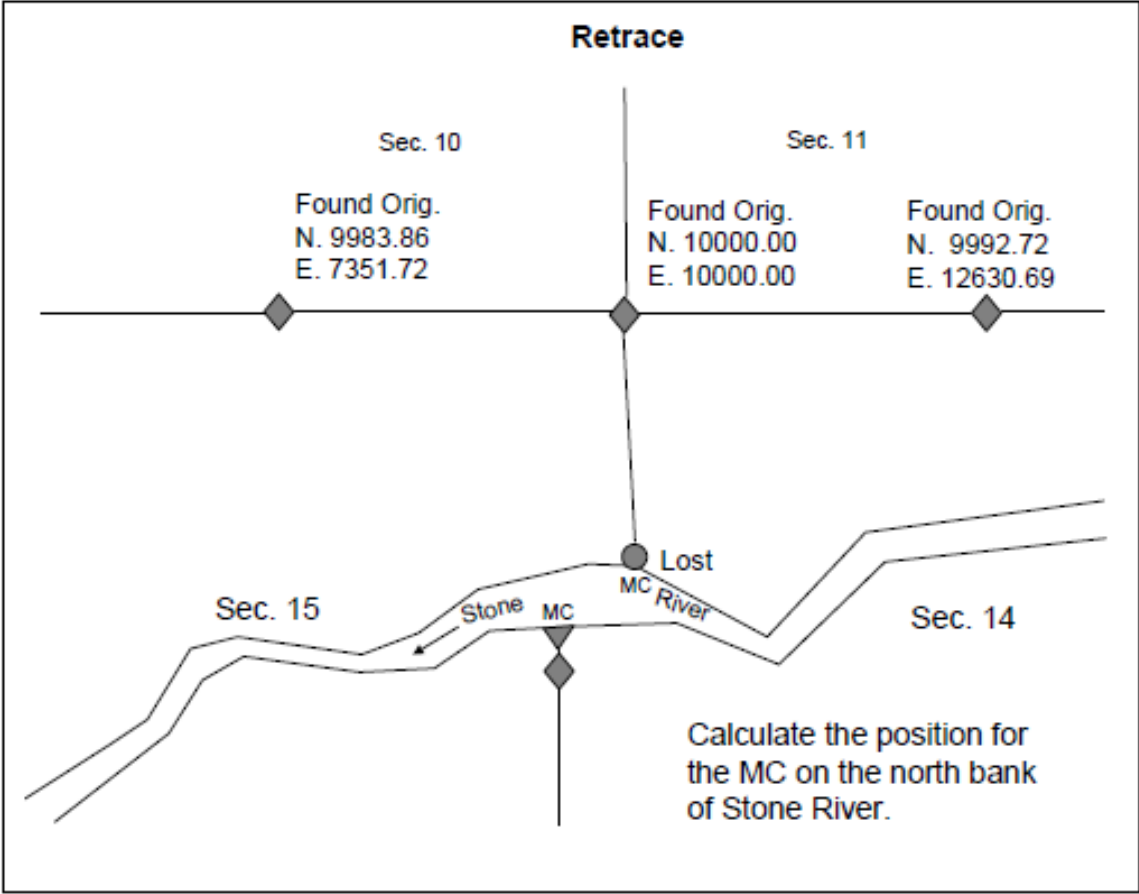 Retrace
Sec. 10
Sec. 11
Found Orig.
N. 9983.86
E. 7351.72
Found Orig.
N. 10000.00
E. 10000.00
Found Orig.
N. 9992.72
E. 12630.69
Lost
MC
River
Stone
MC
Sec. 15
Sec. 14
Calculate the position for
the MC on the north bank
of Stone River.